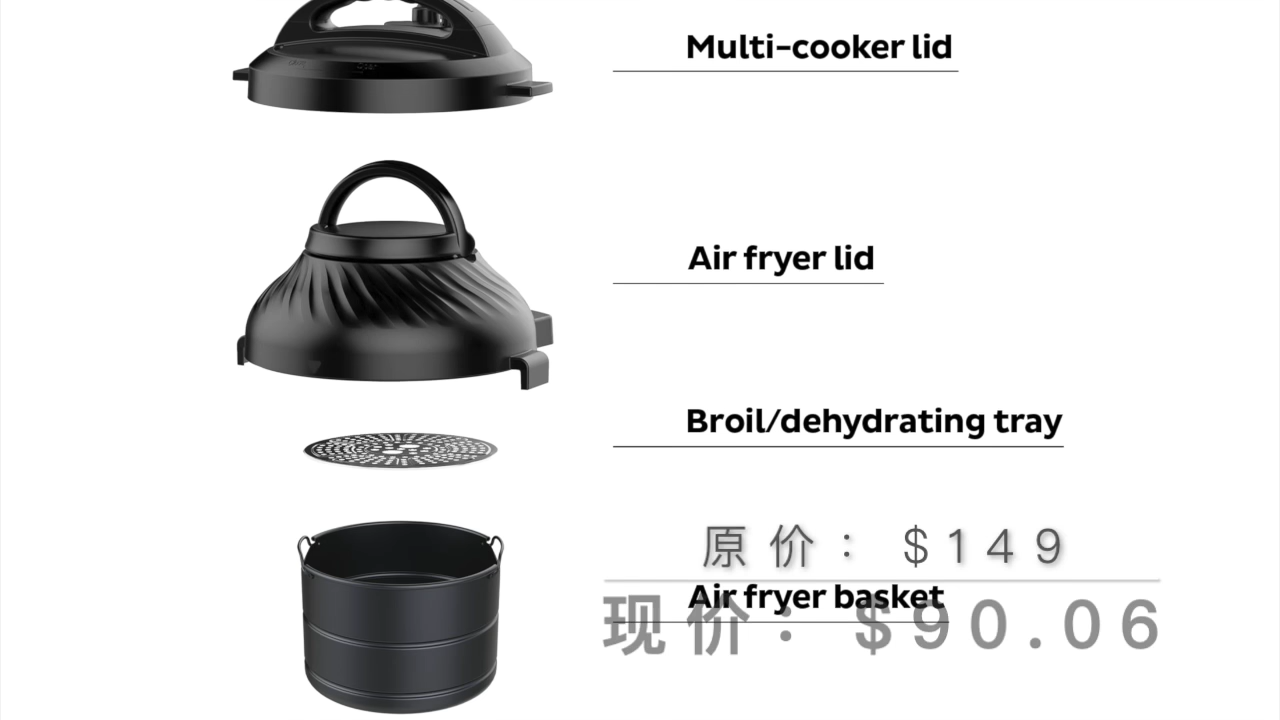 Multi-cooker lid
Air fryer lid
Broil/dehydrating tray
原价：$149
Air fryer basket
现价：$90.06